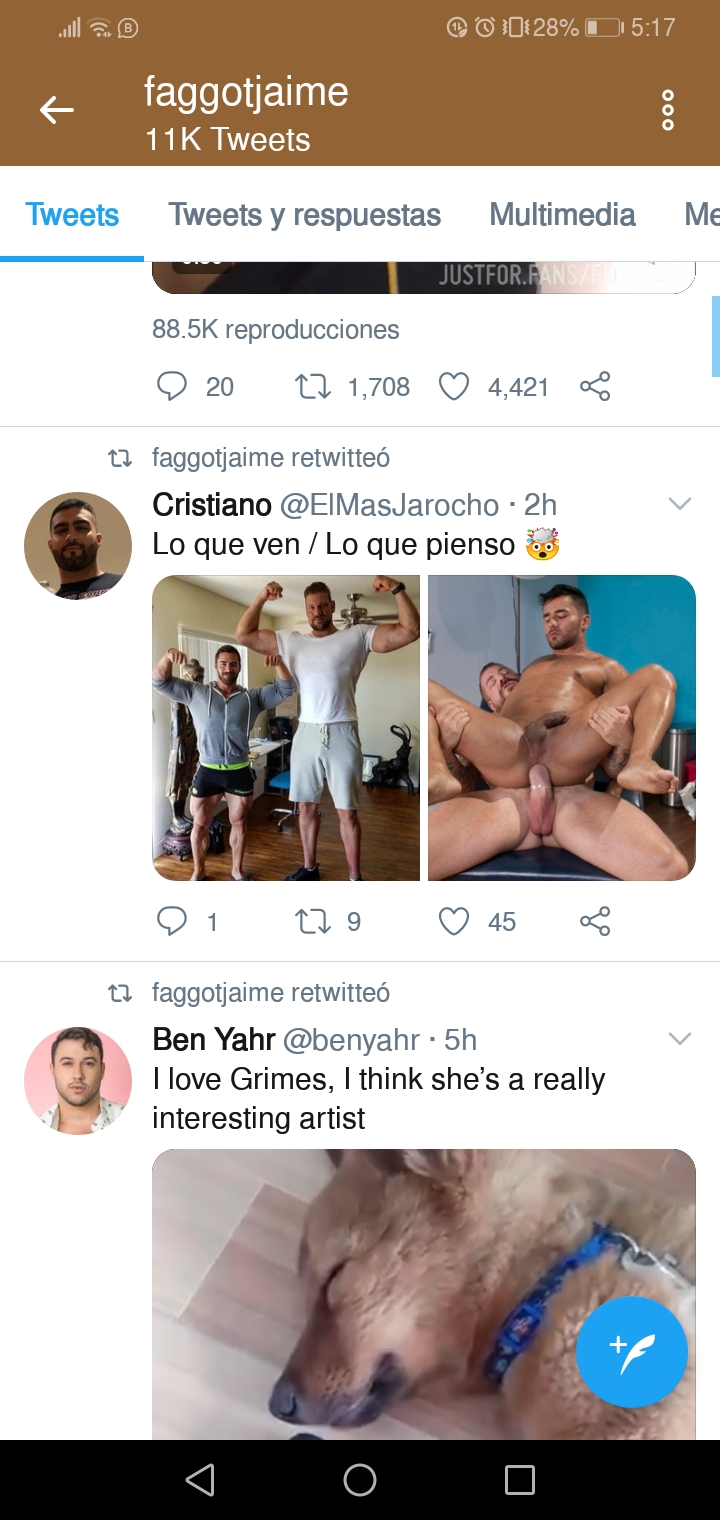 28% 5:17
faggotjaime
11K Tweets
Tweets Tweets y respuestas Multimedia Me
JUSTFOR.FANS/
88.5K reproducciones
20 1,708 4,421
faggotjaime retwitteó
Cristiano @ElMasJarocho · 2h
Lo que ven / Lo que pienso 🤯
1 9 45
faggotjaime retwitteó
Ben Yahr @benyahr · 5h
I love Grimes, I think she's a really
interesting artist